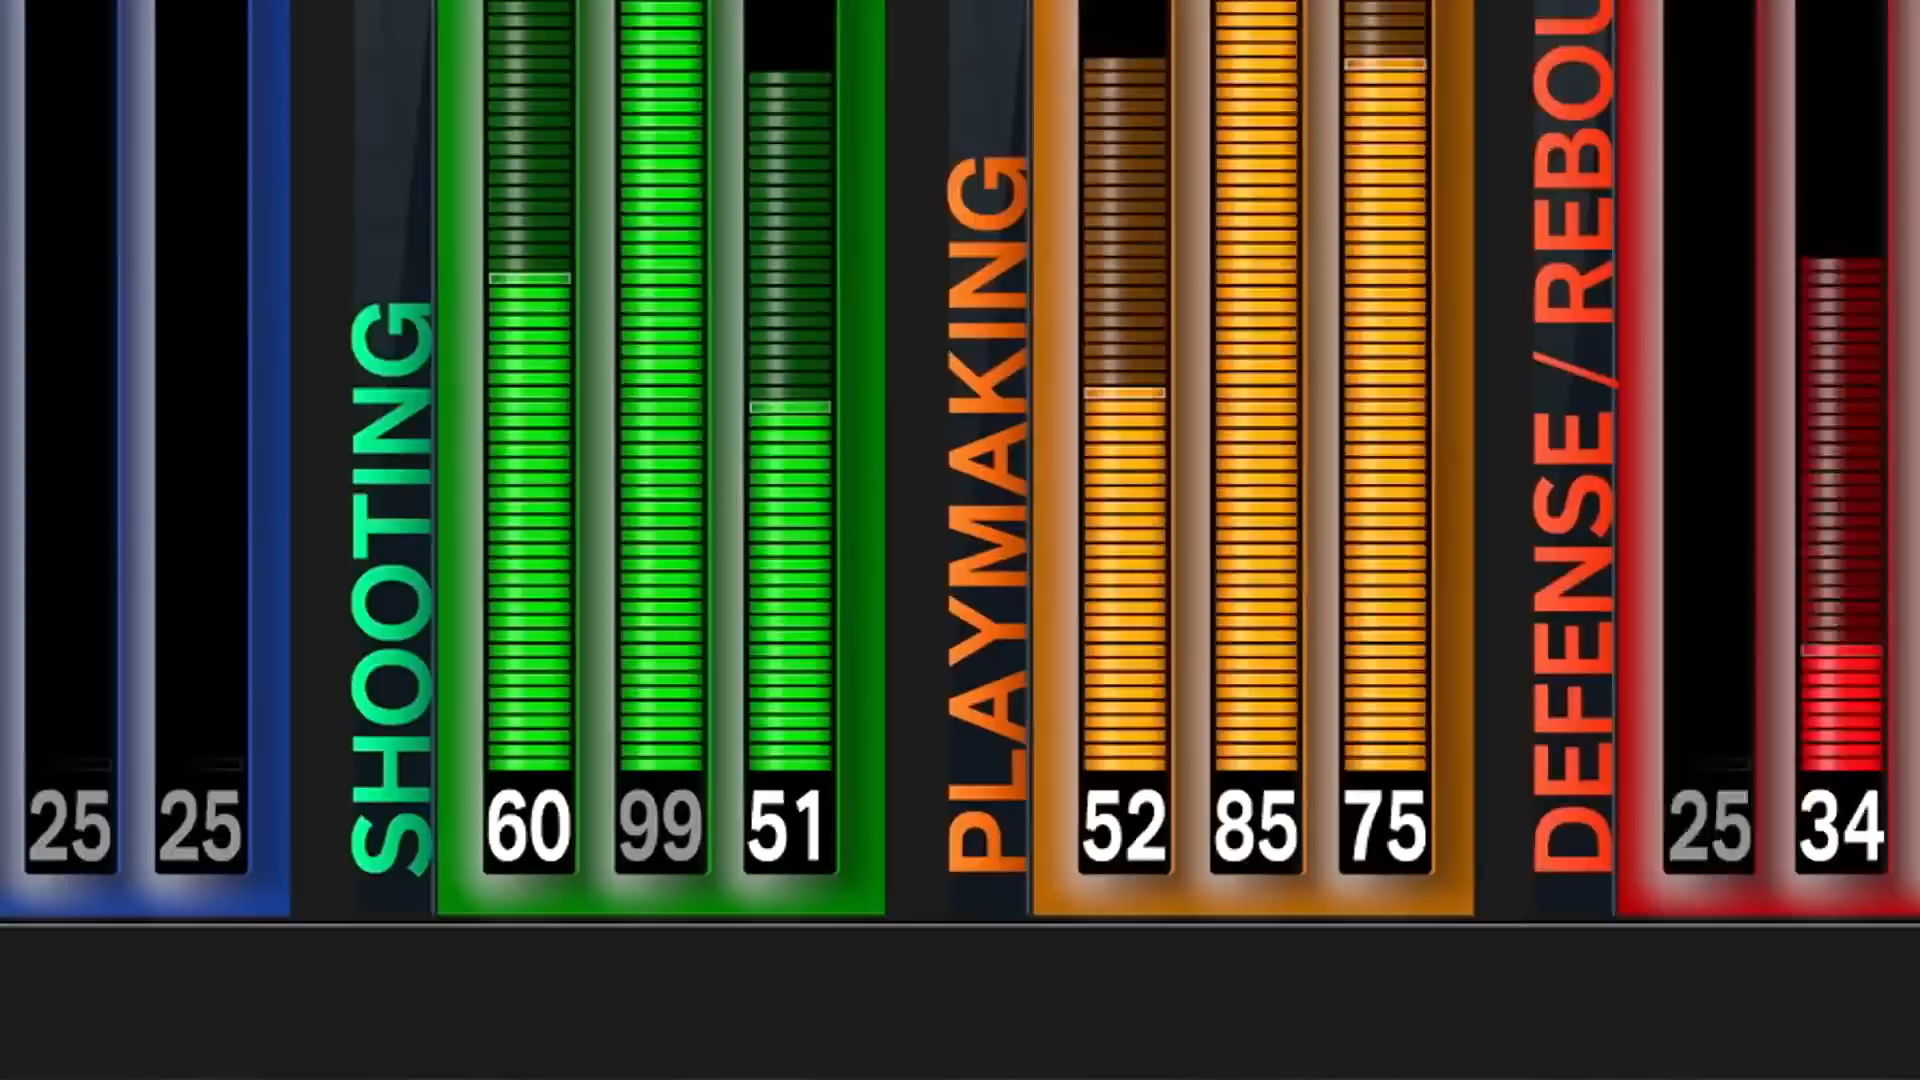 25 25
SHOOTING
60 99 51
PLAYMAKING
52 85 75
DEFENSE / REBOU
25 34